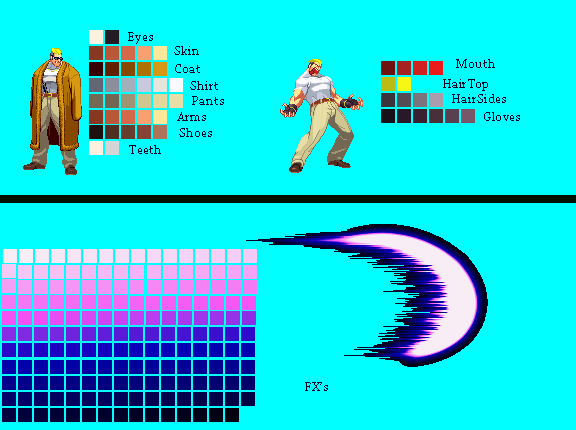 Eyes
Skin
Coat
Shirt
Pants
Arms
Shoes
Teeth
Mouth
HairTop
HairSides
Gloves
FX's